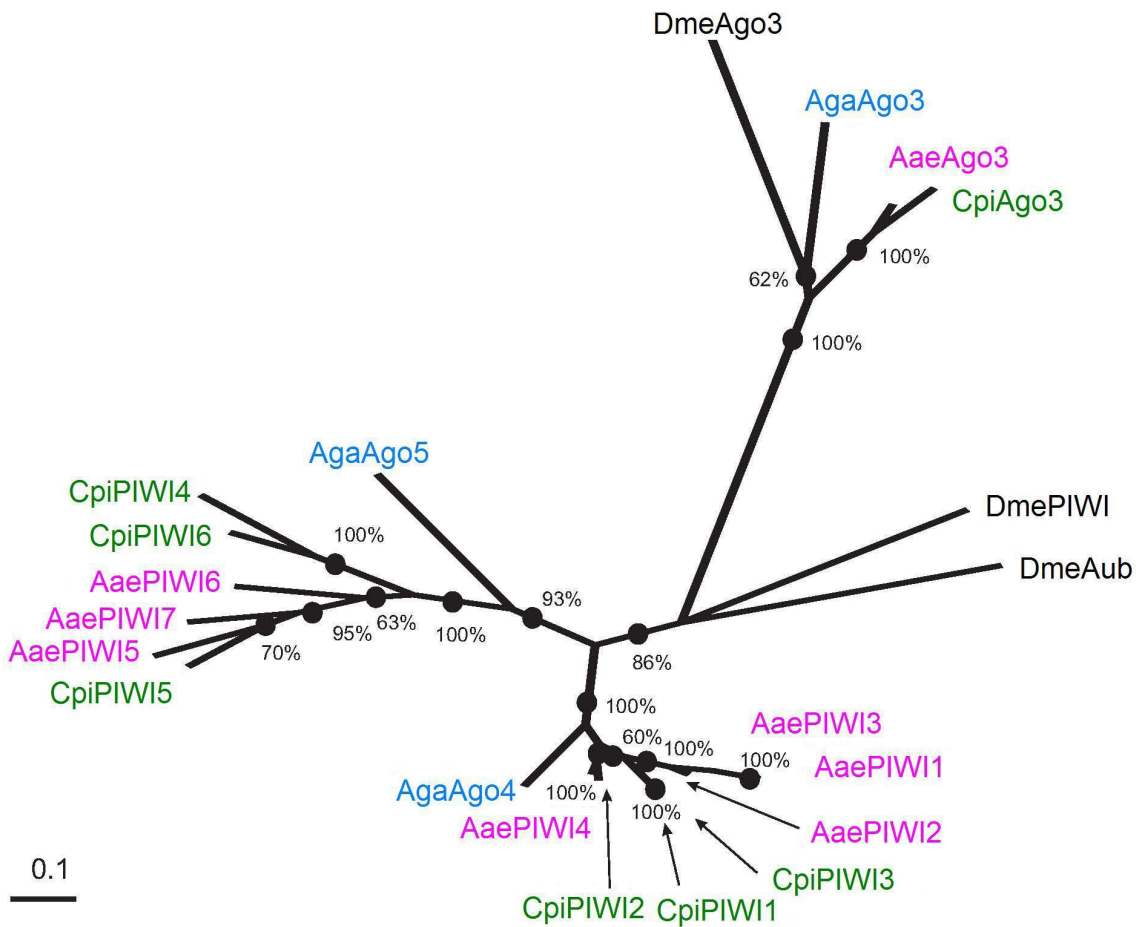 DmeAgo3
AgaAgo3
AaeAgo3
CpiAgo3
100%
62%
100%
AgaAgo5
CpiPIWI4
DmePIWI
CpiPIWI6
100%
DmeAub
AaePIWI6
AaePIWI7
93%
95%
63%
100%
AaePIWI5
70%
86%
CpiPIWI5
100%
AaePIWI3
60%
100%
100%
AaePIWI1
AgaAgo4
100%
100%
AaePIWI4
AaePIWI2
0.1
CpiPIWI3
CpiPIWI2
CpiPIWI1